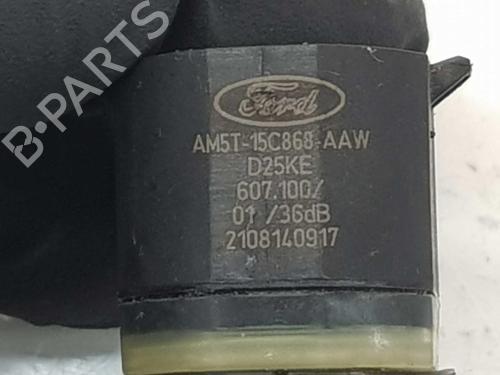 Ford
AM5T-15C868-AAW
D25KE
607.100/
01 /36dB
2108140917
B-PARTS